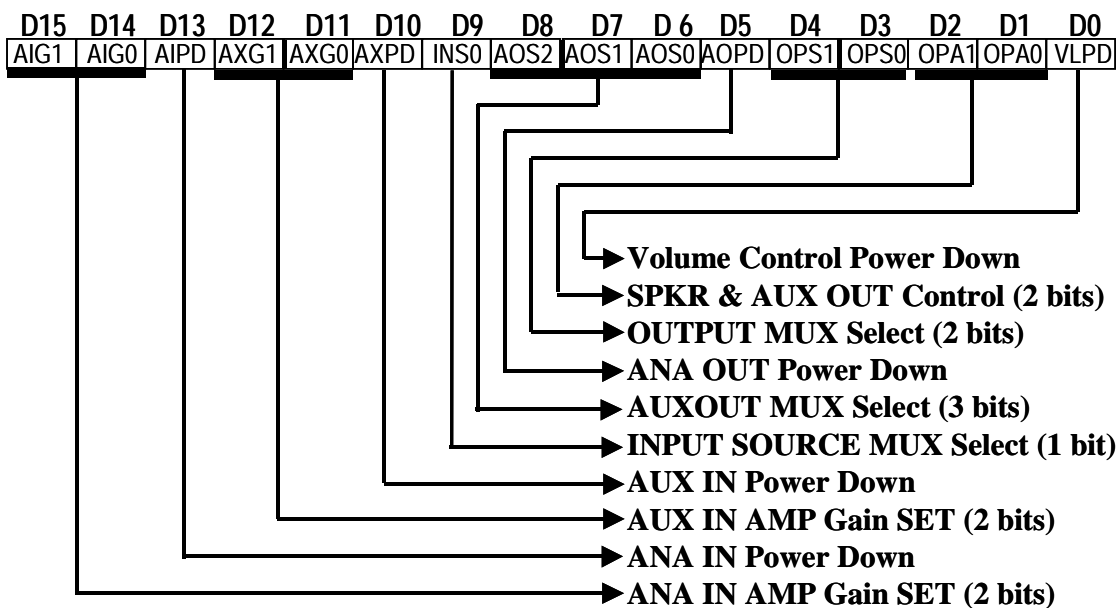 D15 D14 D13 D12 D11 D10 D9 D8 D7 D 6 D5 D4 D3 D2 D1 D0
AIG1 AIG0 AIPD AXG1 AXG0 AXPD INS0 AOS2 AOS1 AOS0 AOPD OPS1 OPS0 OPA1 OPA0 VLPD
Volume Control Power Down
SPKR & AUX OUT Control (2 bits)
OUTPUT MUX Select (2 bits)
ANA OUT Power Down
AUXOUT MUX Select (3 bits)
INPUT SOURCE MUX Select (1 bit)
AUX IN Power Down
AUX IN AMP Gain SET (2 bits)
ANA IN Power Down
ANA IN AMP Gain SET (2 bits)